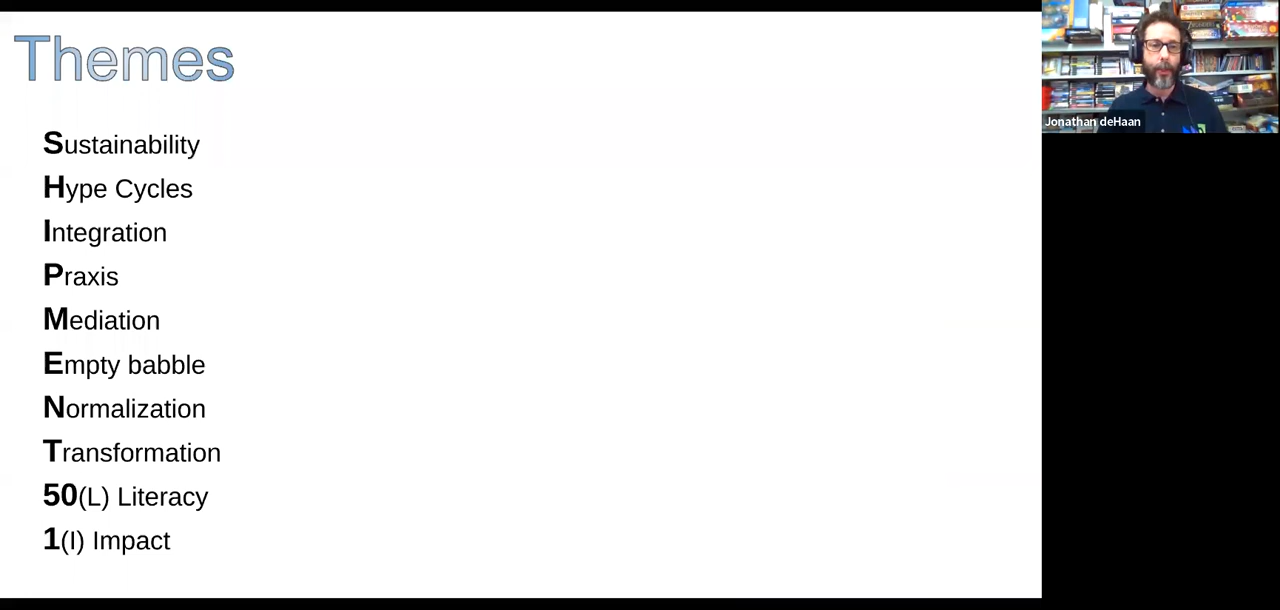 Themes
Sustainability
Hype Cycles
Integration
Praxis
Mediation
Empty babble
Normalization
Transformation
50(L) Literacy
1(I) Impact
Jonathan deHaan